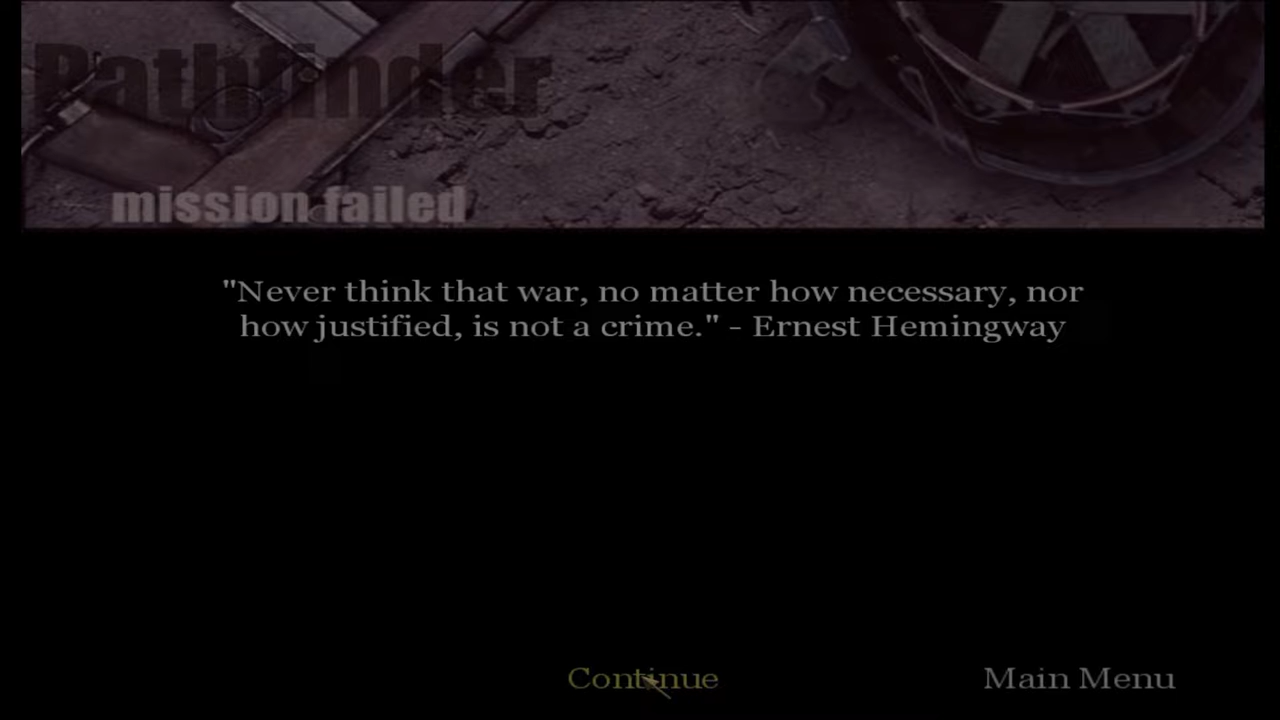 Pathfinder
mission failed
"Never think that war, no matter how necessary, nor
how justified, is not a crime." - Ernest Hemingway
Continue
Main Menu